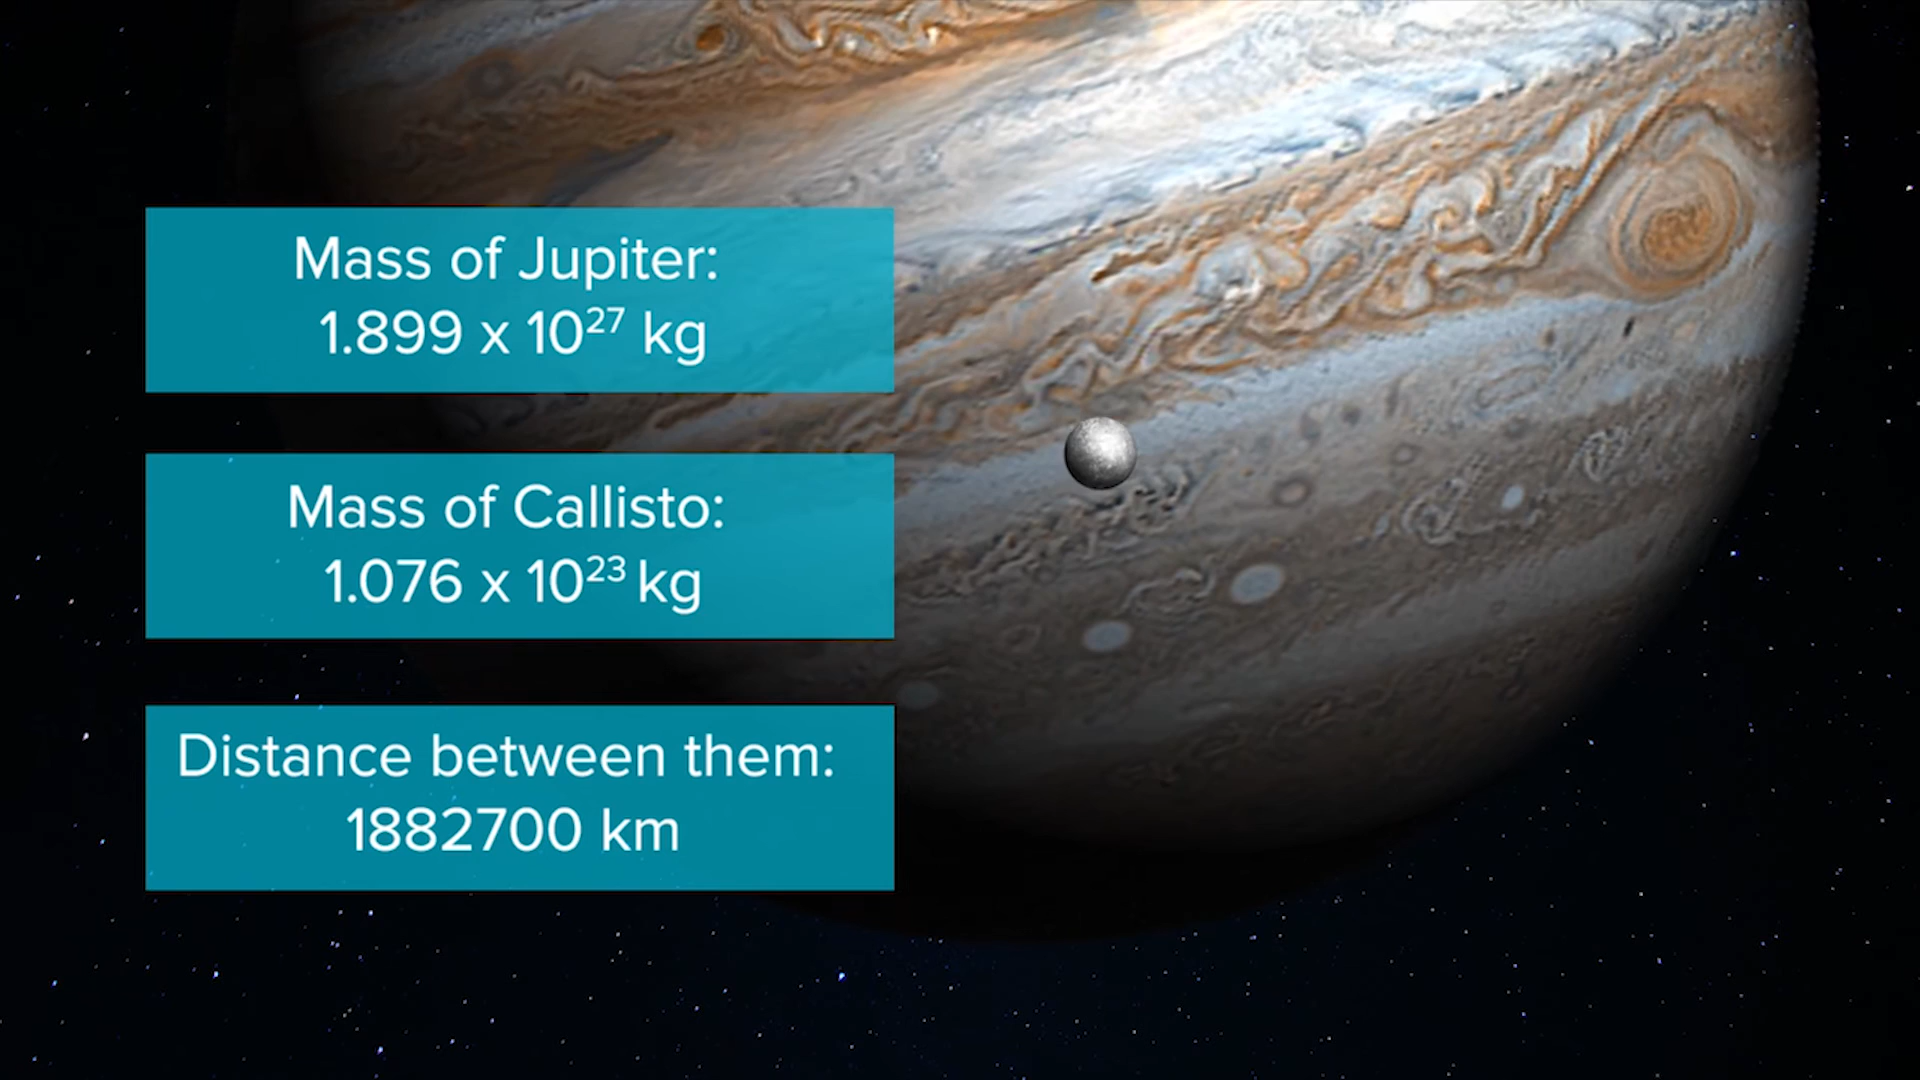 Mass of Jupiter:
1.899 x 10²⁷ kg
Mass of Callisto:
1.076 x 10²³ kg
Distance between them:
1882700 km